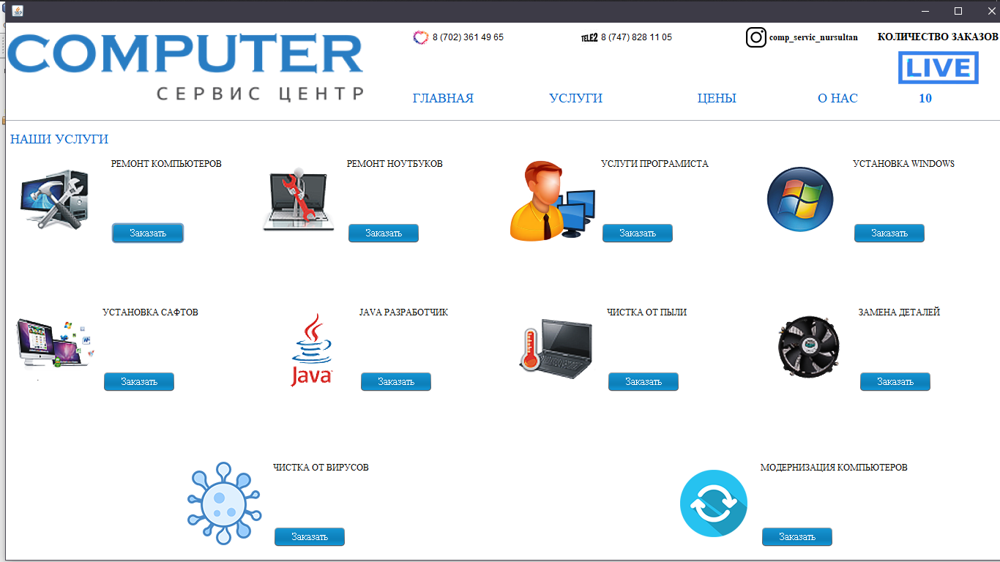 COMPUTER
СЕРВИС ЦЕНТР
8 (702) 361 49 65
TELE2 8 (747) 828 11 05
comp_servic_nursultan
КОЛИЧЕСТВО ЗАКАЗОВ
LIVE
ГЛАВНАЯ
УСЛУГИ
ЦЕНЫ
О НАС
10
НАШИ УСЛУГИ
РЕМОНТ КОМПЬЮТЕРОВ
РЕМОНТ НОУТБУКОВ
УСЛУГИ ПРОГРАМИСТА
УСТАНОВКА WINDOWS
Заказать
Заказать
Заказать
Заказать
УСТАНОВКА САФТОВ
JAVA РАЗРАБОТЧИК
ЧИСТКА ОТ ПЫЛИ
ЗАМЕНА ДЕТАЛЕЙ
Java
Заказать
Заказать
Заказать
Заказать
ЧИСТКА ОТ ВИРУСОВ
МОДЕРНИЗАЦИЯ КОМПЬЮТЕРОВ
Заказать
Заказать